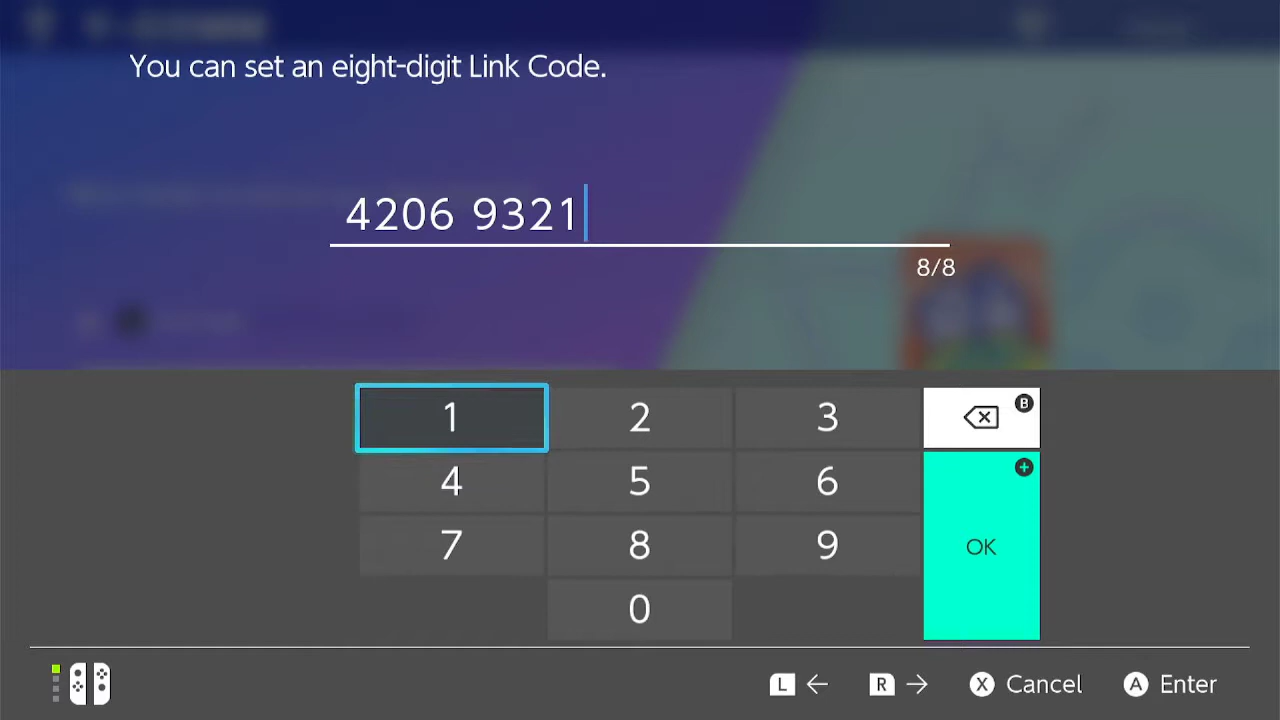 You can set an eight-digit Link Code.
4206 9321
8/8
1 2 3 B
4 5 6 +
7 8 9 OK
0
L ← R → X Cancel A Enter